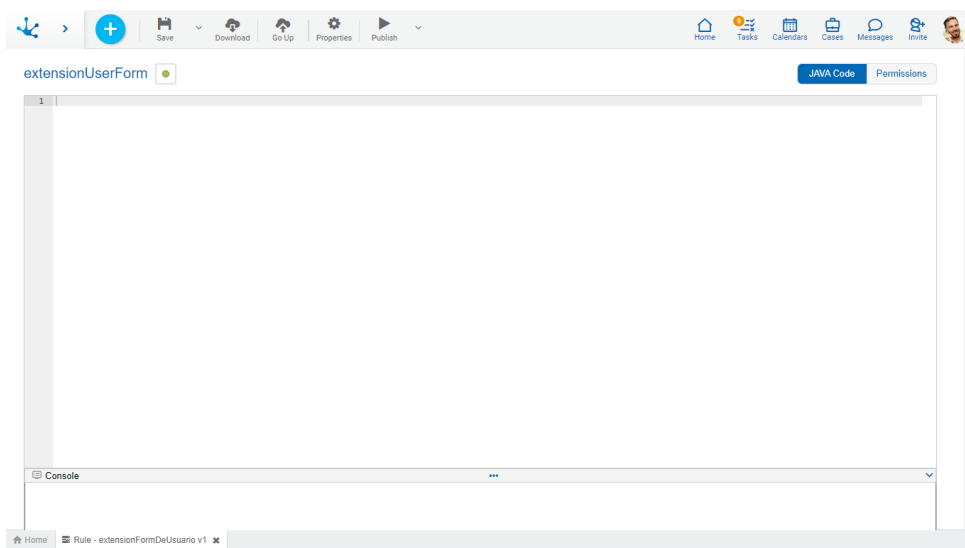 Save Download Go Up Properties Publish Home 9 Tasks Calendars Cases Messages Invite
extensionUserForm JAVA Code Permissions
1
Console
Home Rule - extensionFormDeUsuario v1